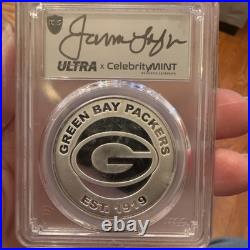 ULTRA x CelebrityMINT
GREEN BAY PACKERS
G
EST. 1919